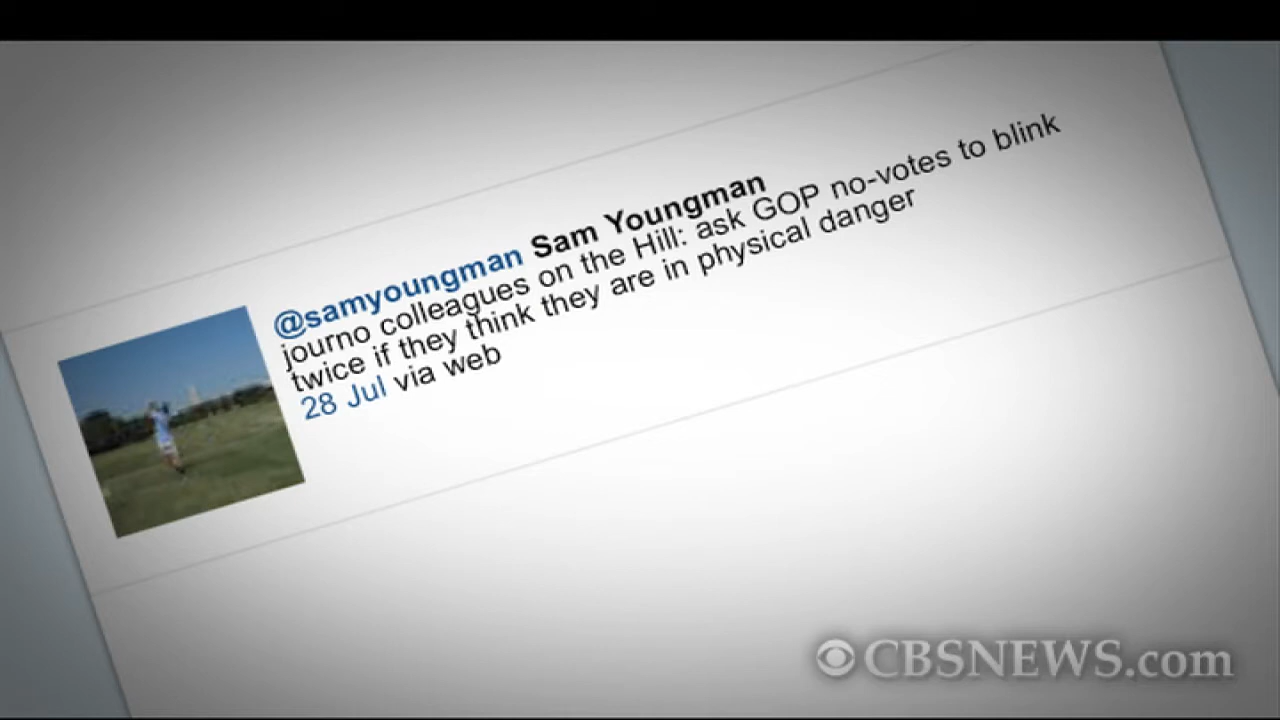 @samyoungman Sam Youngman
journo colleagues on the Hill: ask GOP no-votes to blink
twice if they think they are in physical danger
28 Jul via web
CBSNEWS.com